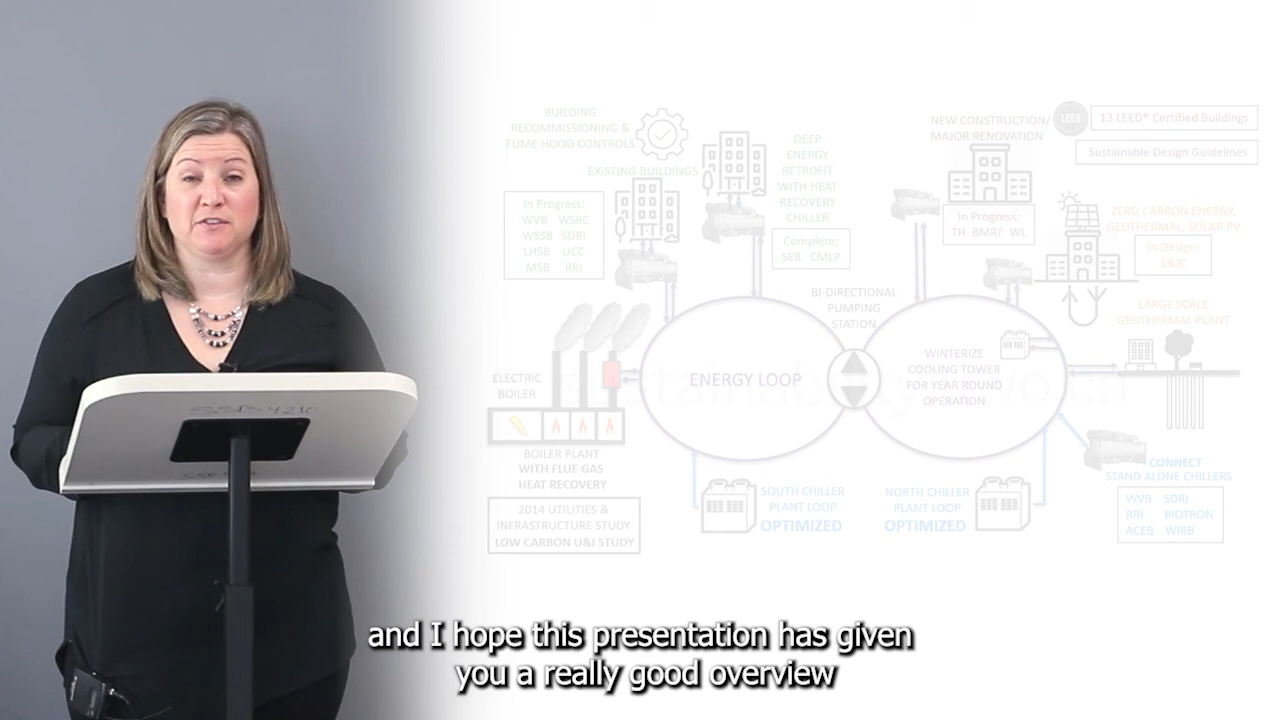 BUILDING
RECOMMISSIONING &
FUME HOOD CONTROLS
EXISTING BUILDINGS
In Progress:
WVB WSRC
WSSB SDRI
LHSB UCC
MSB RRI
DEEP
ENERGY
RETROFIT
WITH HEAT
RECOVERY
CHILLER
Complete:
SEB CMLP
NEW CONSTRUCTION/
MAJOR RENOVATION
LEED
13 LEED® Certified Buildings
Sustainable Design Guidelines
In Progress:
TH BMRF WL
ZERO CARBON ENERGY,
GEOTHERMAL, SOLAR PV
In Design:
E&IC
LARGE SCALE
GEOTHERMAL PLANT
BI-DIRECTIONAL
PUMPING
STATION
ENERGY LOOP
WINTERIZE
COOLING TOWER
FOR YEAR ROUND
OPERATION
ELECTRIC
BOILER
BOILER PLANT
WITH FLUE GAS
HEAT RECOVERY
2014 UTILITIES &
INFRASTRUCTURE STUDY
LOW CARBON U&I STUDY
SOUTH CHILLER
PLANT LOOP
OPTIMIZED
NORTH CHILLER
PLANT LOOP
OPTIMIZED
CONNECT
STAND ALONE CHILLERS
WVB SDRI
RRI BIOTRON
ACEB WIRB
and I hope this presentation has given
you a really good overview